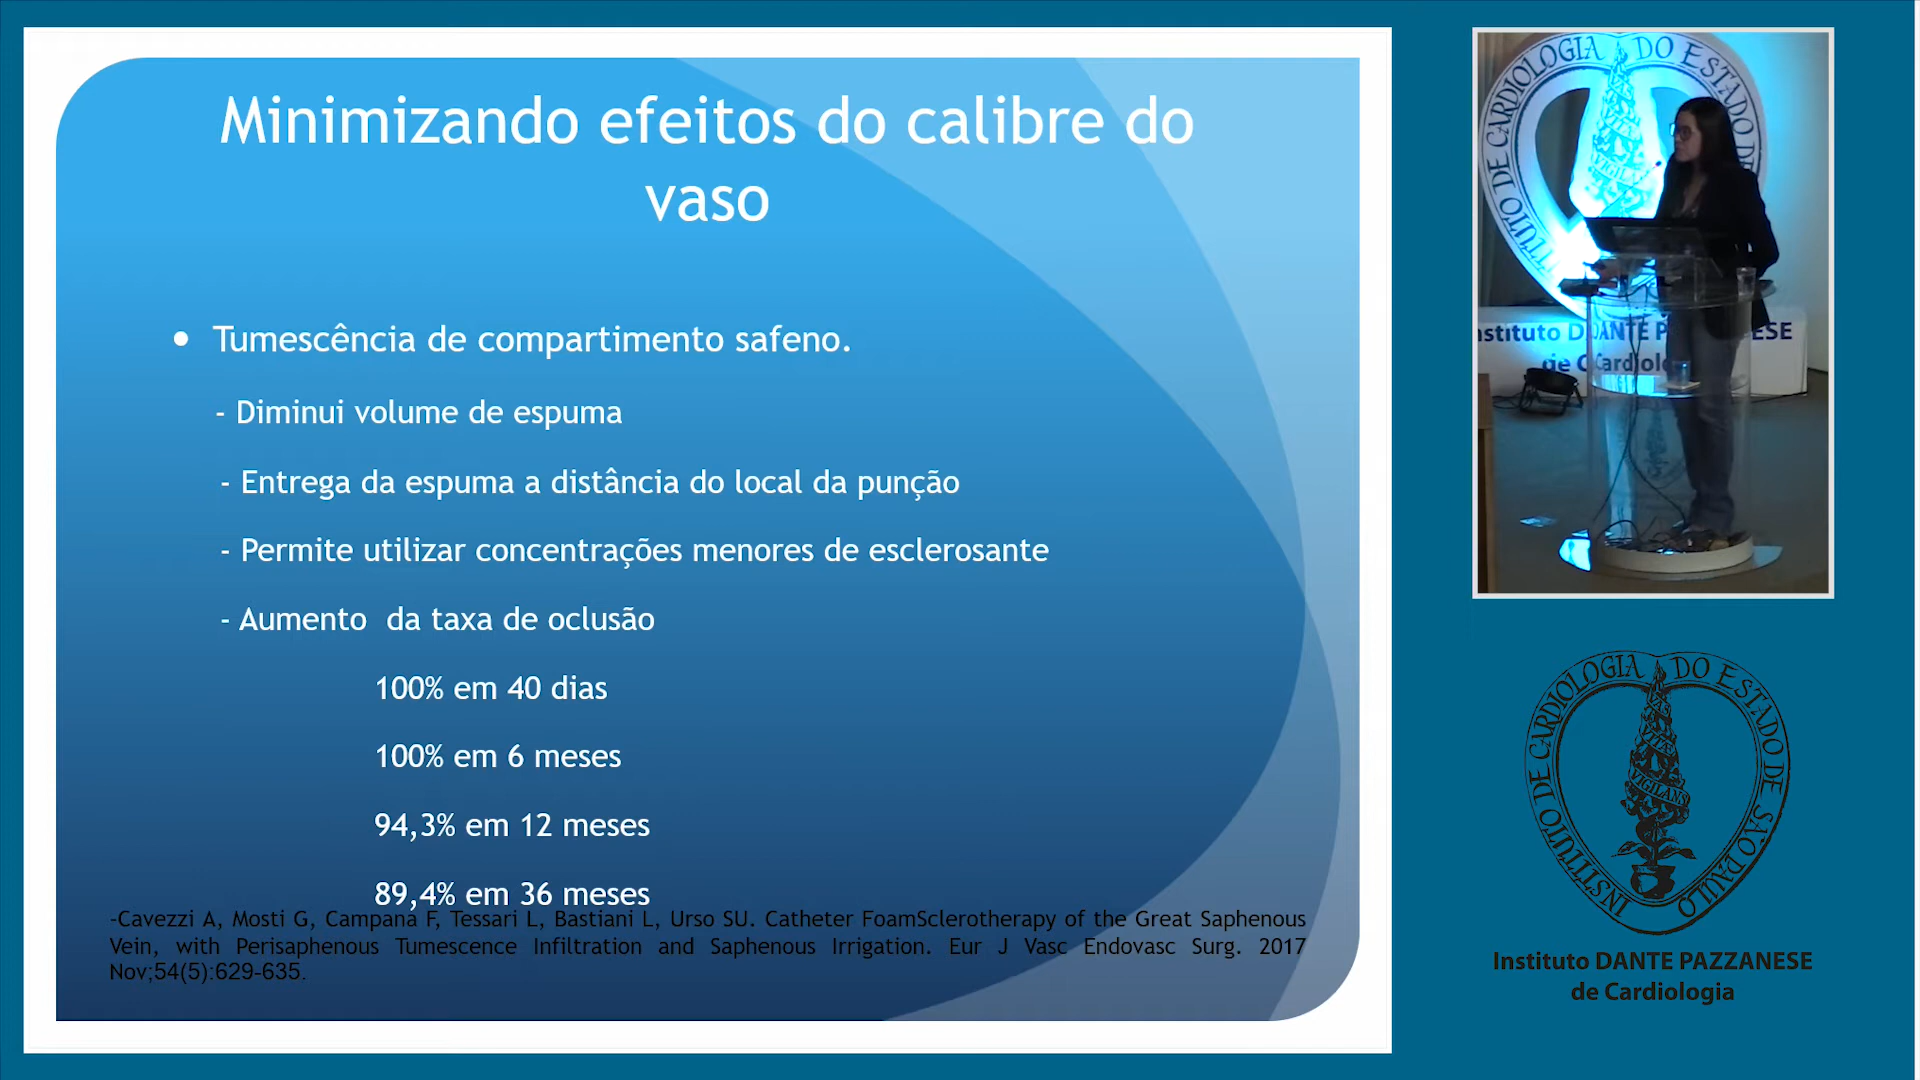 Minimizando efeitos do calibre do
vaso
• Tumescência de compartimento safeno.
- Diminui volume de espuma
- Entrega da espuma a distância do local da punção
- Permite utilizar concentrações menores de esclerosante
- Aumento da taxa de oclusão
100% em 40 dias
100% em 6 meses
94,3% em 12 meses
89,4% em 36 meses
-Cavezzi A, Mosti G, Campana F, Tessari L, Bastiani L, Urso SU. Catheter FoamSclerotherapy of the Great Saphenous
Vein, with Perisaphenous Tumescence Infiltration and Saphenous Irrigation. Eur J Vasc Endovasc Surg. 2017
Nov;54(5):629-635.
DE CARDIOLOGIA DO ESTADO DE
INSTITUTO DE CARDIOLOGIA DO ESTADO DE SÃO PAULO
VIGILANS
Instituto DANTE PAZZANESE
de Cardiologia